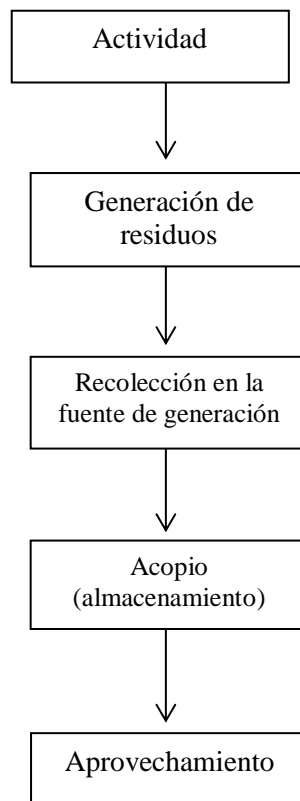 Actividad
Generación de
residuos
Recolección en la
fuente de generación
Acopio
(almacenamiento)
Aprovechamiento